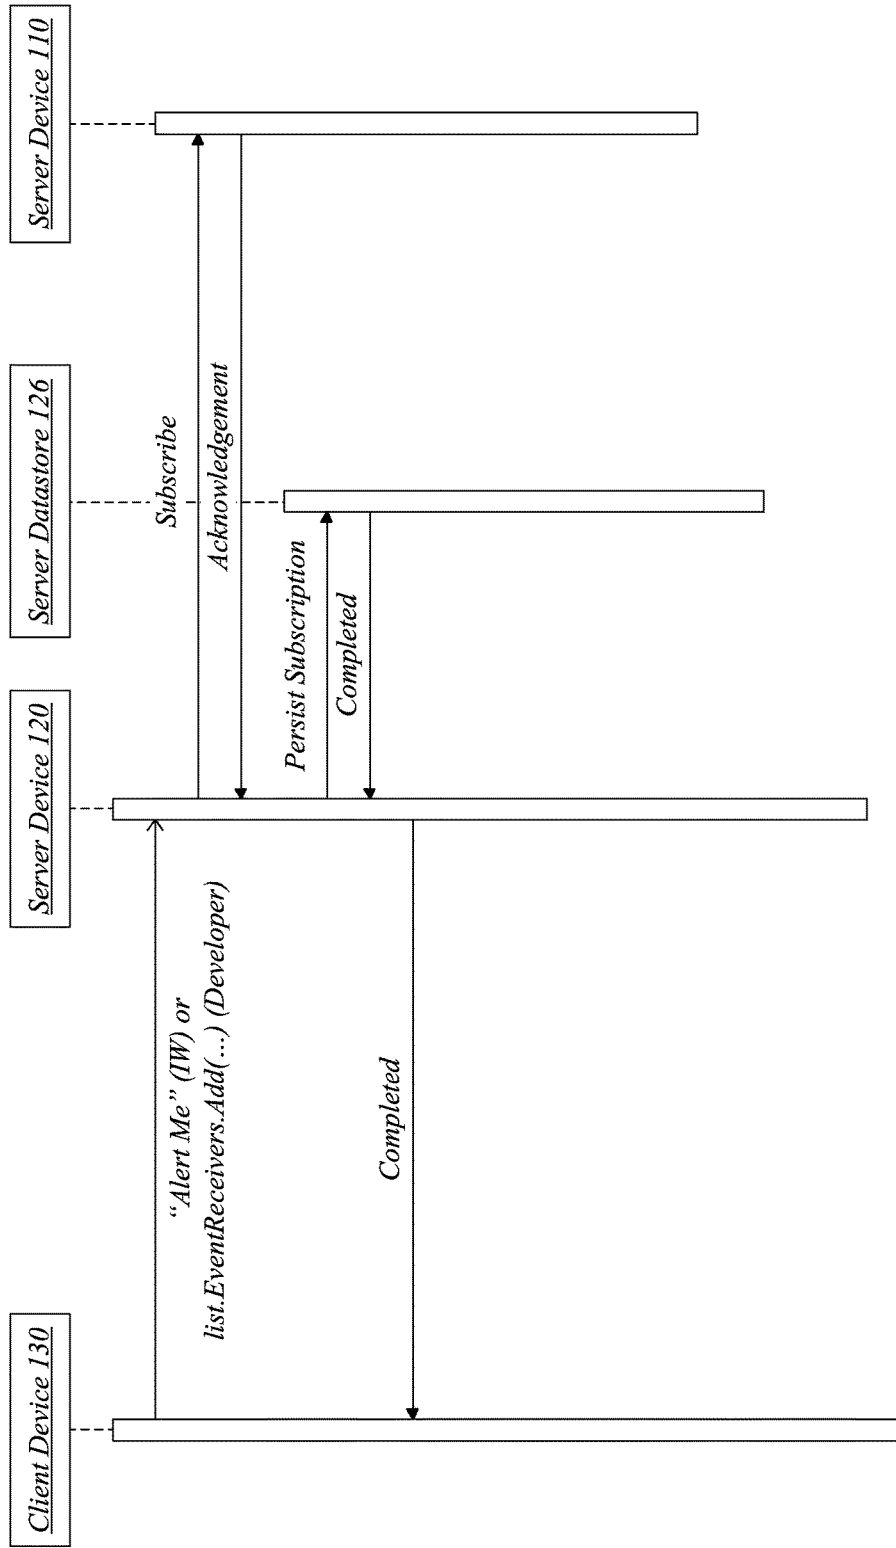 Client Device 130
Server Device 120
Server Datastore 126
Server Device 110
“Alert Me” (IW) or
list.EventReceivers.Add(...) (Developer)
Subscribe
Acknowledgement
Persist Subscription
Completed
Completed